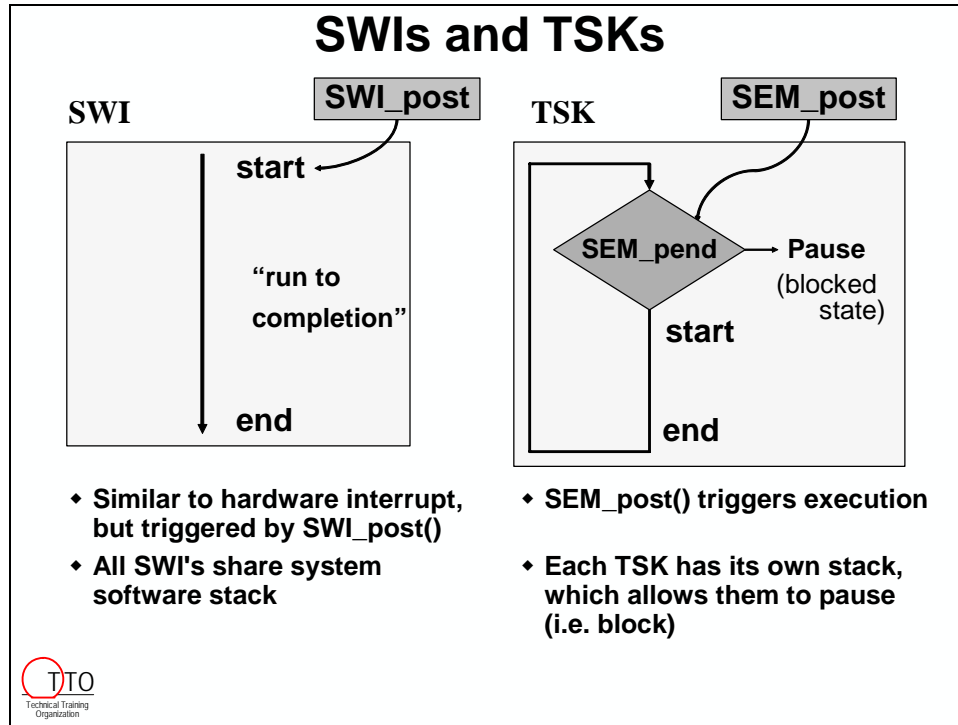 SWIs and TSKs
SWI
SWI_post
start
“run to
completion”
end
TSK
SEM_post
SEM_pend
Pause
(blocked
state)
start
end
◆ Similar to hardware interrupt,
but triggered by SWI_post()
◆ All SWI's share system
software stack
◆ SEM_post() triggers execution
◆ Each TSK has its own stack,
which allows them to pause
(i.e. block)
TTO
Technical Training
Organization